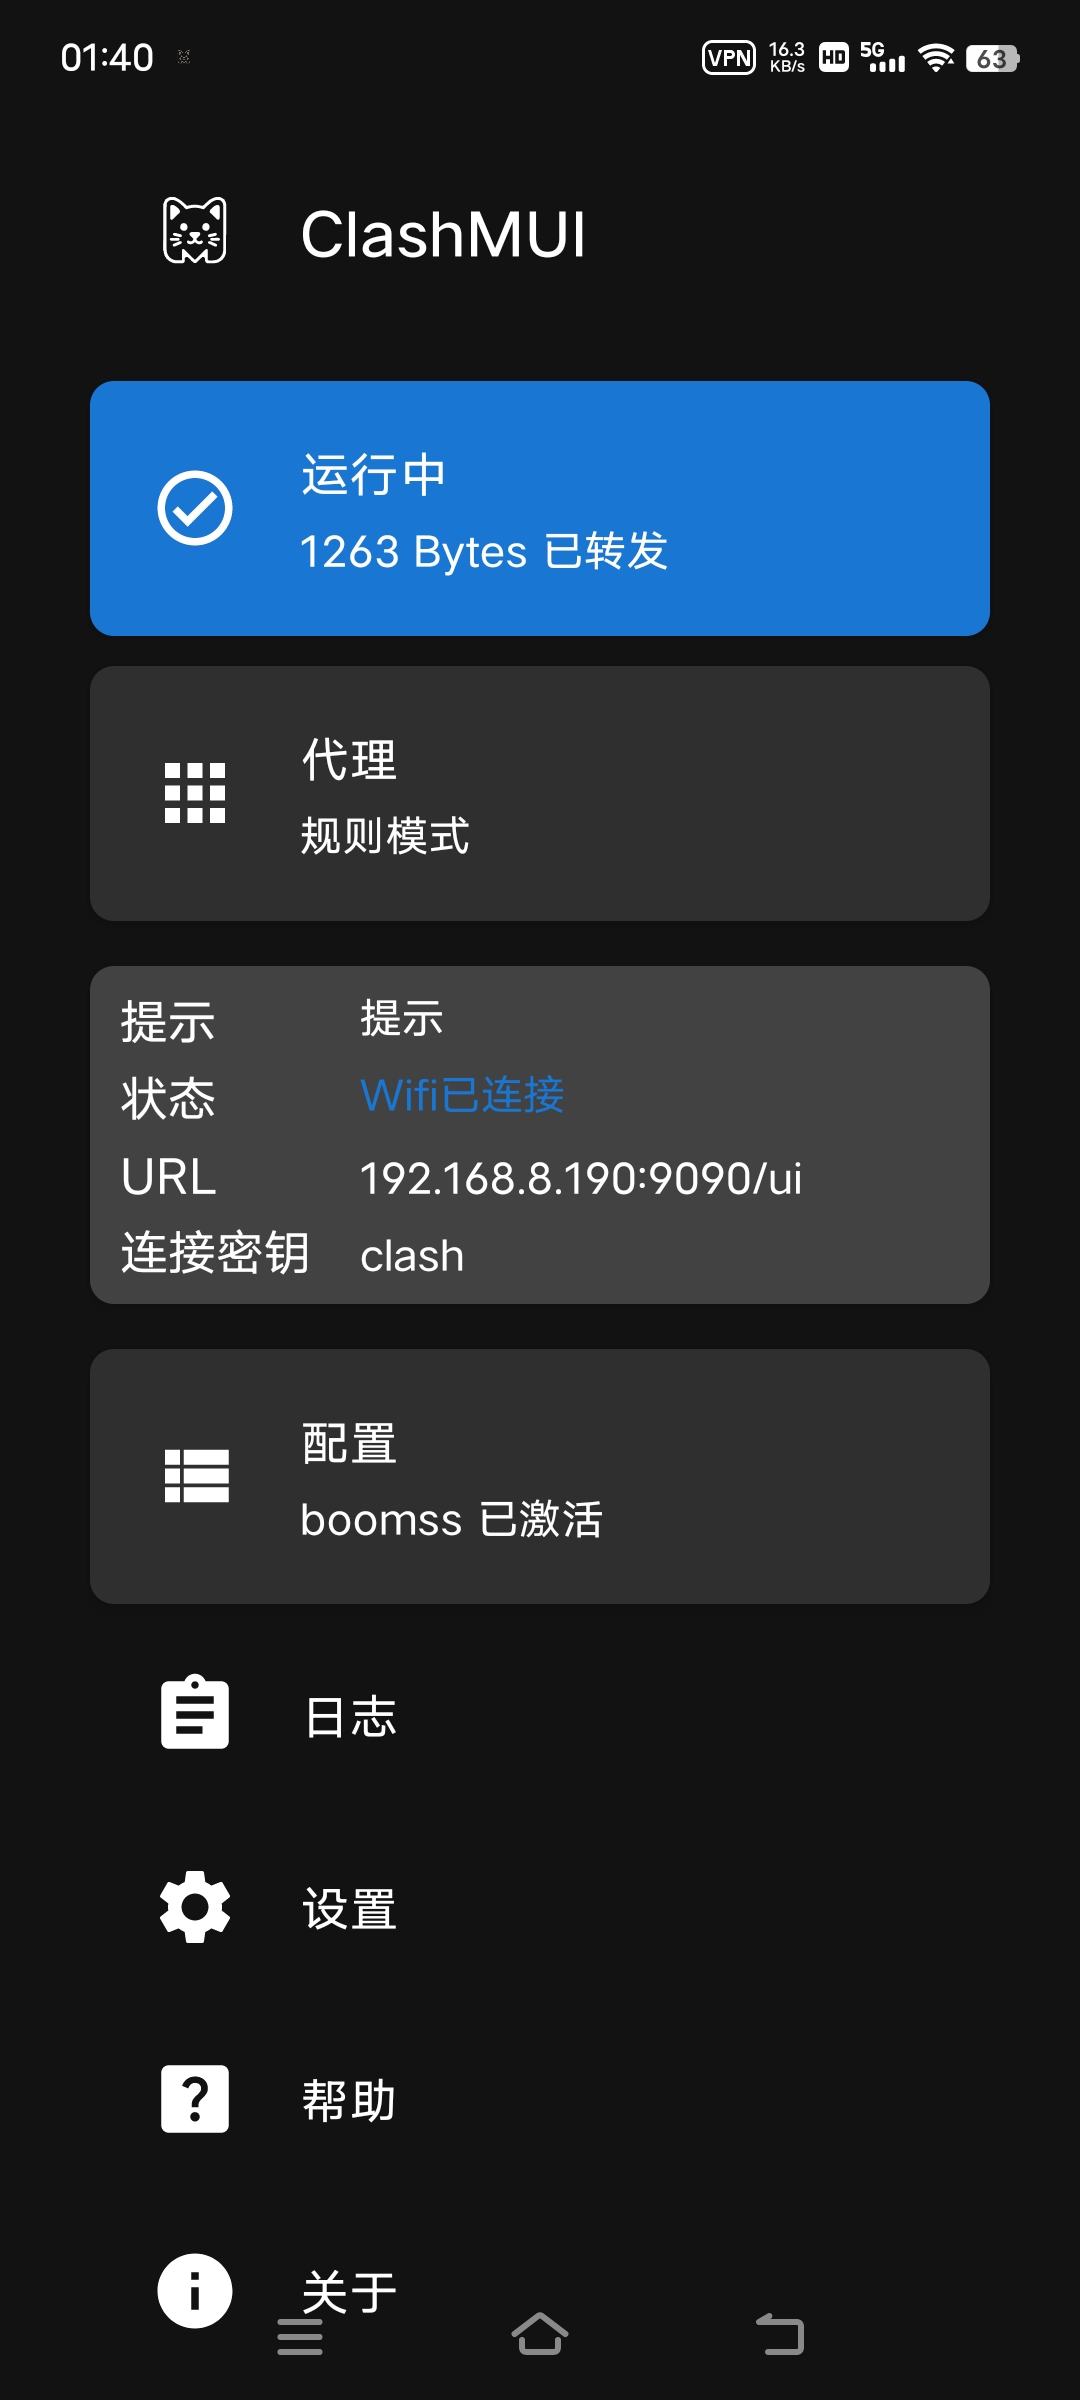 01:40
VPN 16.3 KB/s HD 5G 63
ClashMUI
运行中
1263 Bytes 已转发
代理
规则模式
提示 提示
状态 Wifi已连接
URL 192.168.8.190:9090/ui
连接密钥 clash
配置
boomss 已激活
日志
设置
帮助
关于